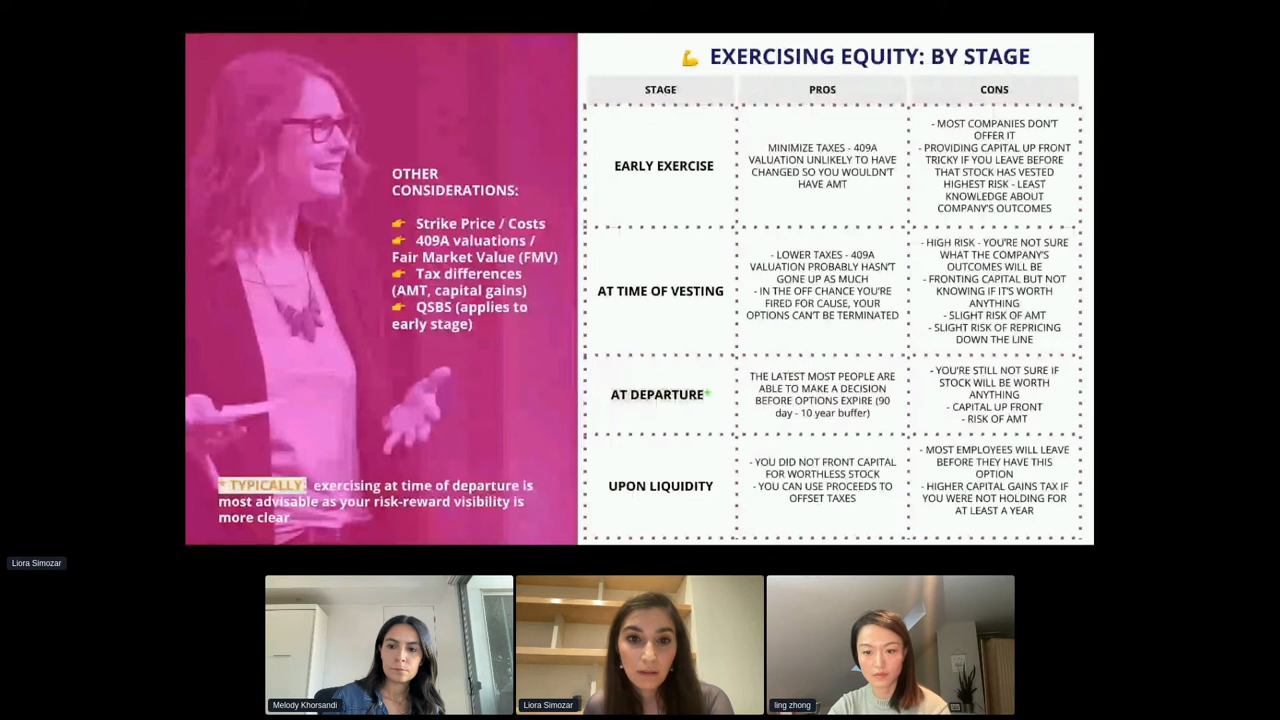 💪 EXERCISING EQUITY: BY STAGE
STAGE
PROS
CONS
EARLY EXERCISE
MINIMIZE TAXES - 409A
VALUATION UNLIKELY TO HAVE
CHANGED SO YOU WOULDN'T
HAVE AMT
- MOST COMPANIES DON'T
OFFER IT
- PROVIDING CAPITAL UP FRONT
TRICKY IF YOU LEAVE BEFORE
THAT STOCK HAS VESTED
HIGHEST RISK - LEAST
KNOWLEDGE ABOUT
COMPANY'S OUTCOMES
AT TIME OF VESTING
- LOWER TAXES - 409A
VALUATION PROBABLY HASN'T
GONE UP AS MUCH
- IN THE OFF CHANCE YOU'RE
FIRED FOR CAUSE, YOUR
OPTIONS CAN'T BE TERMINATED
- HIGH RISK - YOU'RE NOT SURE
WHAT THE COMPANY'S
OUTCOMES WILL BE
- FRONTING CAPITAL BUT NOT
KNOWING IF IT'S WORTH
ANYTHING
- SLIGHT RISK OF AMT
- SLIGHT RISK OF REPRICING
DOWN THE LINE
AT DEPARTURE*
THE LATEST MOST PEOPLE ARE
ABLE TO MAKE A DECISION
BEFORE OPTIONS EXPIRE (90
day - 10 year buffer)
- YOU'RE STILL NOT SURE IF
STOCK WILL BE WORTH
ANYTHING
- CAPITAL UP FRONT
- RISK OF AMT
UPON LIQUIDITY
- YOU DID NOT FRONT CAPITAL
FOR WORTHLESS STOCK
- YOU CAN USE PROCEEDS TO
OFFSET TAXES
- MOST EMPLOYEES WILL LEAVE
BEFORE THEY HAVE THIS
OPTION
- HIGHER CAPITAL GAINS TAX IF
YOU WERE NOT HOLDING FOR
AT LEAST A YEAR
OTHER
CONSIDERATIONS:
👉 Strike Price / Costs
👉 409A valuations /
Fair Market Value (FMV)
👉 Tax differences
(AMT, capital gains)
👉 QSBS (applies to
early stage)
* TYPICALLY: exercising at time of departure is
most advisable as your risk-reward visibility is
more clear
Liora Simozar
Melody Khorsandi
Liora Simozar
ling zhong